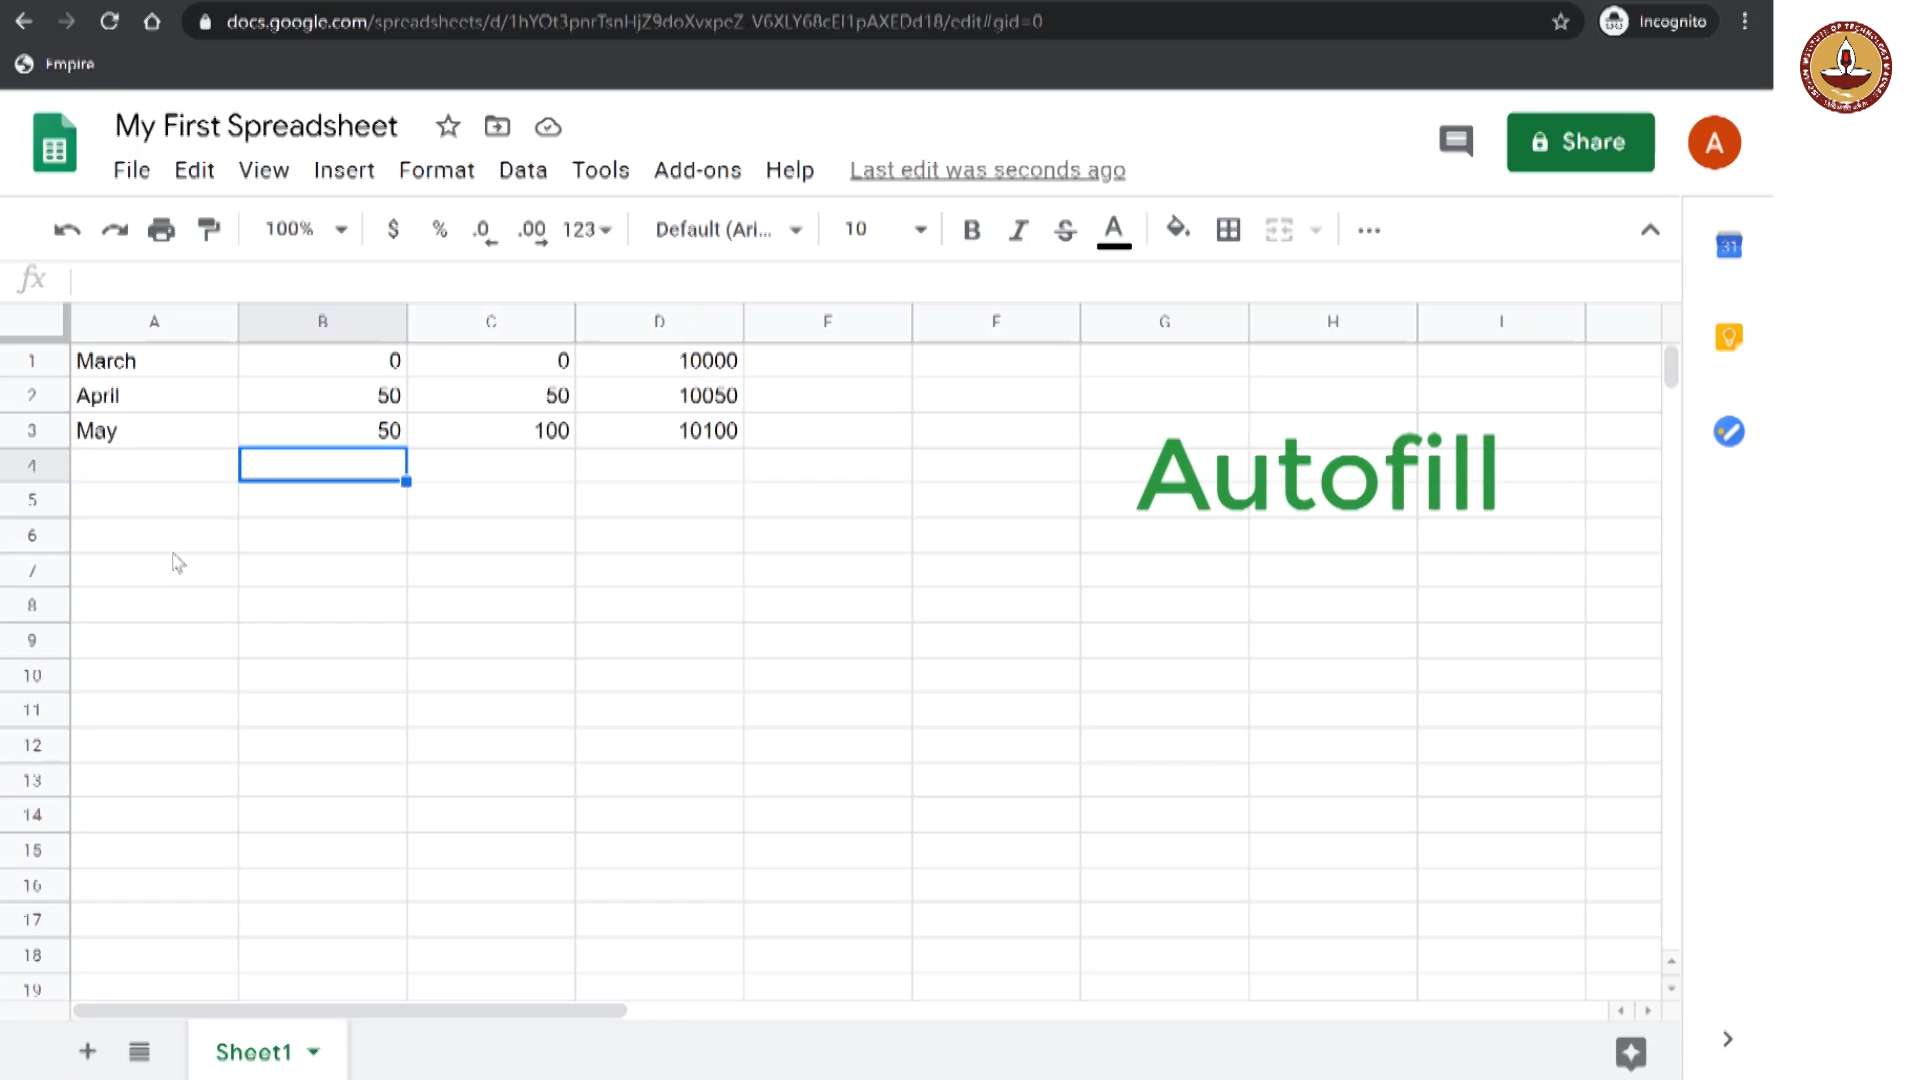 docs.google.com/spreadsheets/d/1hYOt3pnrTsnHjZ9doXvxpeZ_V6XLY68cEI1pAXEDd18/edit#gid=0
Incognito
Empire
My First Spreadsheet
File Edit View Insert Format Data Tools Add-ons Help Last edit was seconds ago
Share
A
100% $ % .0 .00 123 Default (Ari... 10 B I S A
31
fx
A B C D E F G H I
1 March 0 0 10000
2 April 50 50 10050
3 May 50 100 10100
4
Autofill
5
6
7
8
9
10
11
12
13
14
15
16
17
18
19
Sheet1